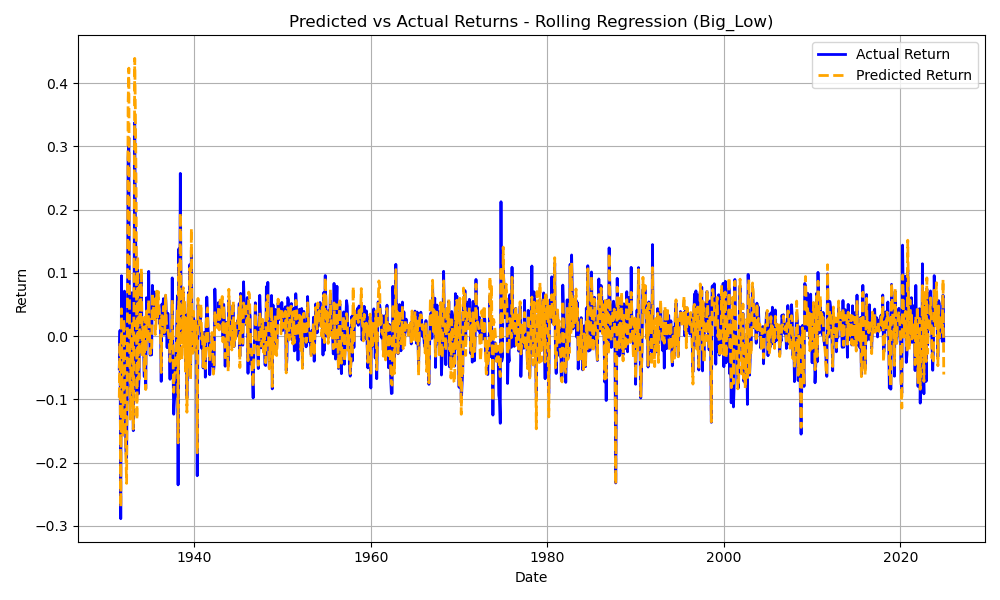 Predicted vs Actual Returns - Rolling Regression (Big_Low)
Actual Return
Predicted Return
Return
0.4
0.3
0.2
0.1
0.0
−0.1
−0.2
−0.3
1940
1960
1980
2000
2020
Date